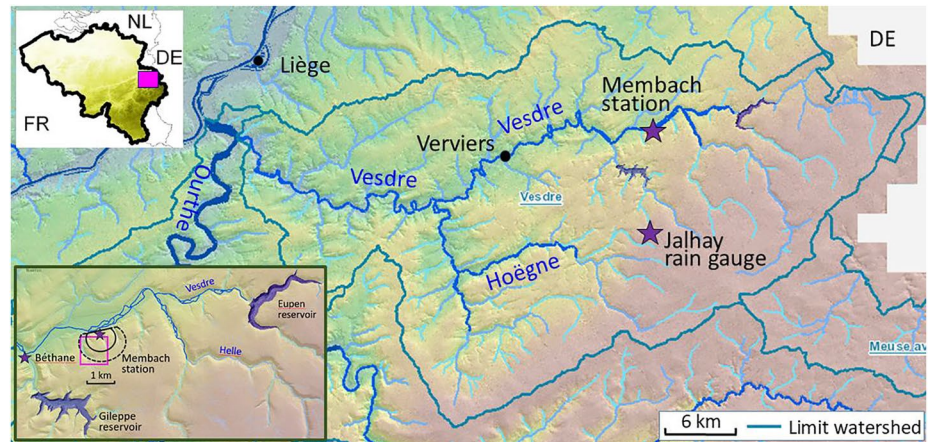 NL
DE
FR
DE
Liège
Membach
station
Vesdre
Verviers
Vesdre
Ourthe
Vesdre
Jalhay
rain gauge
Hoëgne
Vesdre
Eupen
reservoir
Béthane
Membach
station
Helle
1 km
Gileppe
reservoir
Meuse av
6 km
Limit watershed